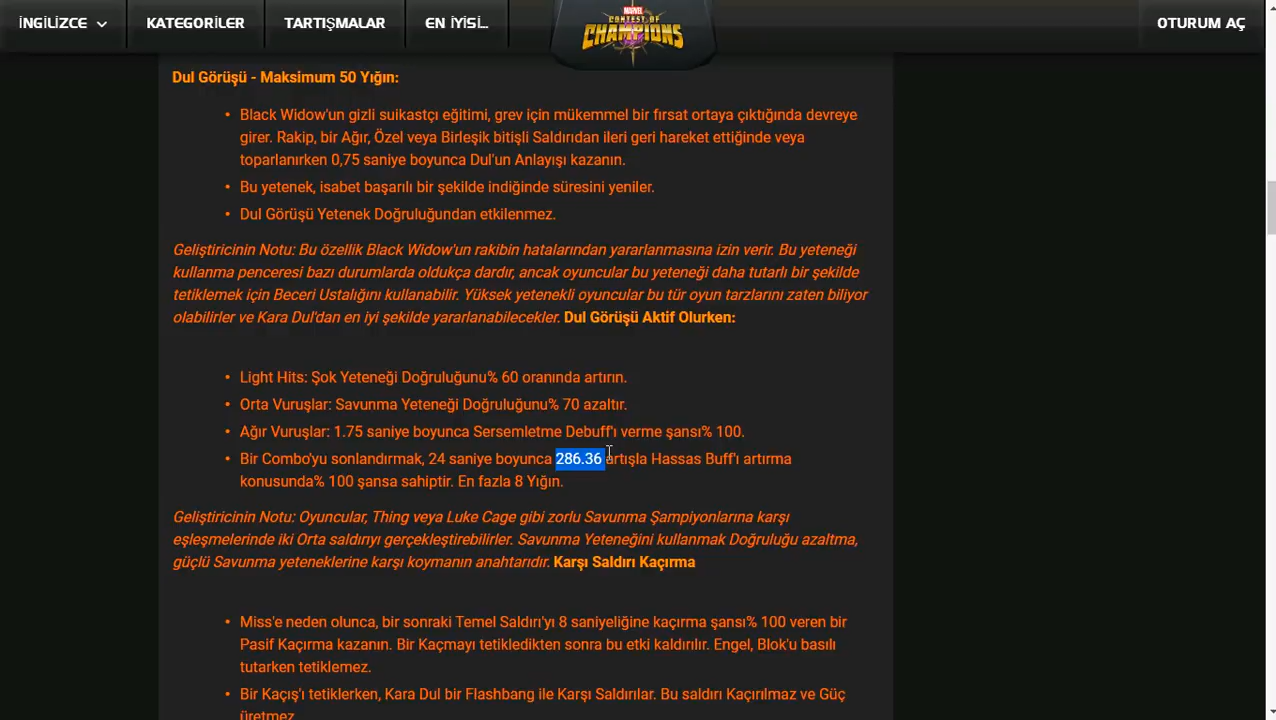 İNGİLİZCE
KATEGORİLER
TARTIŞMALAR
EN İYİSİ..
MARVEL
CONTEST OF
CHAMPIONS
OTURUM AÇ
Dul Görüşü - Maksimum 50 Yığın:
• Black Widow'un gizli suikastçı eğitimi, grev için mükemmel bir fırsat ortaya çıktığında devreye
girer. Rakip, bir Ağır, Özel veya Birleşik bitişli Saldırıdan ileri geri hareket ettiğinde veya
toparlanırken 0,75 saniye boyunca Dul'un Anlayışı kazanın.
• Bu yetenek, isabet başarılı bir şekilde indiğinde süresini yeniler.
• Dul Görüşü Yetenek Doğruluğundan etkilenmez.
Geliştiricinin Notu: Bu özellik Black Widow'un rakibin hatalarından yararlanmasına izin verir. Bu yeteneği
kullanma penceresi bazı durumlarda oldukça dardır, ancak oyuncular bu yeteneği daha tutarlı bir şekilde
tetiklemek için Beceri Ustalığını kullanabilir. Yüksek yetenekli oyuncular bu tür oyun tarzlarını zaten biliyor
olabilirler ve Kara Dul'dan en iyi şekilde yararlanabilecekler. Dul Görüşü Aktif Olurken:
• Light Hits: Şok Yeteneği Doğruluğunu% 60 oranında artırın.
• Orta Vuruşlar: Savunma Yeteneği Doğruluğunu% 70 azaltır.
• Ağır Vuruşlar: 1.75 saniye boyunca Sersemletme Debuff'ı verme şansı% 100.
• Bir Combo'yu sonlandırmak, 24 saniye boyunca 286.36 artışla Hassas Buff'ı artırma
konusunda% 100 şansa sahiptir. En fazla 8 Yığın.
Geliştiricinin Notu: Oyuncular, Thing veya Luke Cage gibi zorlu Savunma Şampiyonlarına karşı
eşleşmelerinde iki Orta saldırıyı gerçekleştirebilirler. Savunma Yeteneğini kullanmak Doğruluğu azaltma,
güçlü Savunma yeteneklerine karşı koymanın anahtarıdır. Karşı Saldırı Kaçırma
• Miss'e neden olunca, bir sonraki Temel Saldırı'yı 8 saniyeliğine kaçırma şansı% 100 veren bir
Pasif Kaçırma kazanın. Bir Kaçmayı tetikledikten sonra bu etki kaldırılır. Engel, Blok'u basılı
tutarken tetiklemez.
• Bir Kaçış'ı tetiklerken, Kara Dul bir Flashbang ile Karşı Saldırılar. Bu saldırı Kaçırılmaz ve Güç
üretmez.